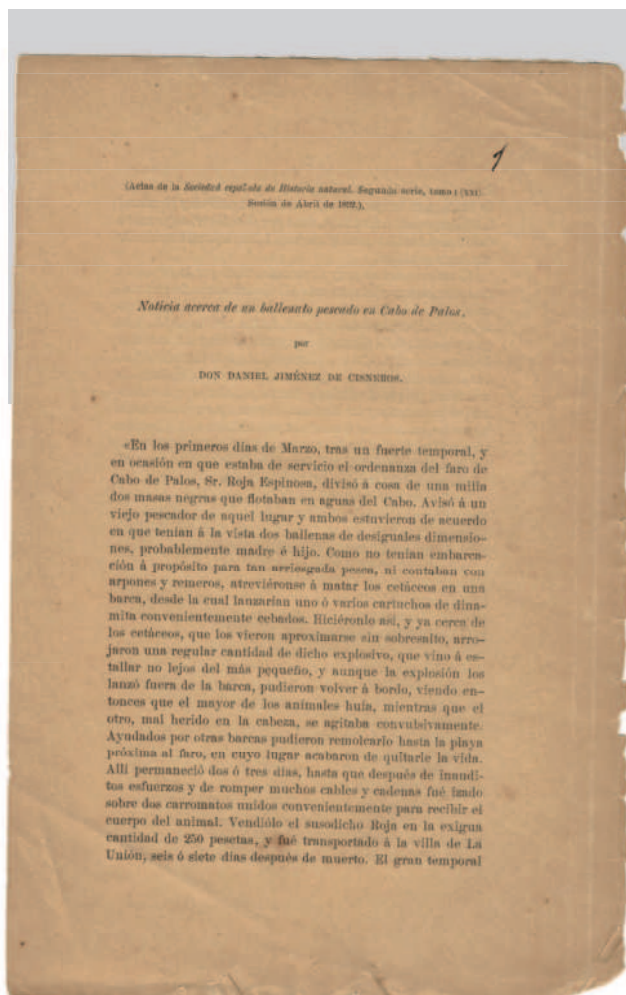 1
(Actas de la Sociedad española de Historia natural. Segunda serie, tomo I (XXI).
Sesión de Abril de 1892.).
Noticia acerca de un ballenato pescado en Cabo de Palos,
por
DON DANIEL JIMÉNEZ DE CISNEROS.
«En los primeros días de Marzo, tras un fuerte temporal, y
en ocasión en que estaba de servicio el ordenanza del faro de
Cabo de Palos, Sr. Roja Espinosa, divisó á cosa de una milla
dos masas negras que flotaban en aguas del Cabo. Avisó á un
viejo pescador de aquel lugar y ambos estuvieron de acuerdo
en que tenían á la vista dos ballenas de desiguales dimensio-
nes, probablemente madre é hijo. Como no tenían embarca-
ción á propósito para tan arriesgada pesca, ni contaban con
arpones y remeros, atreviéronse á matar los cetáceos en una
barca, desde la cual lanzarían uno ó varios cartuchos de dina-
mita convenientemente cebados. Hiciéronlo así, y ya cerca de
los cetáceos, que los vieron aproximarse sin sobresalto, arro-
jaron una regular cantidad de dicho explosivo, que vino á es-
tallar no lejos del más pequeño, y aunque la explosión los
lanzó fuera de la barca, pudieron volver á bordo, viendo en-
tonces que el mayor de los animales huía, mientras que el
otro, mal herido en la cabeza, se agitaba convulsivamente.
Ayudados por otras barcas pudieron remolcarlo hasta la playa
próxima al faro, en cuyo lugar acabaron de quitarle la vida.
Allí permaneció dos ó tres días, hasta que después de inaudi-
tos esfuerzos y de romper muchos cables y cadenas fué izado
sobre dos carromatos unidos convenientemente para recibir el
cuerpo del animal. Vendiólo el susodicho Roja en la exigua
cantidad de 250 pesetas, y fué transportado á la villa de La
Unión, seis ó siete días después de muerto. El gran temporal